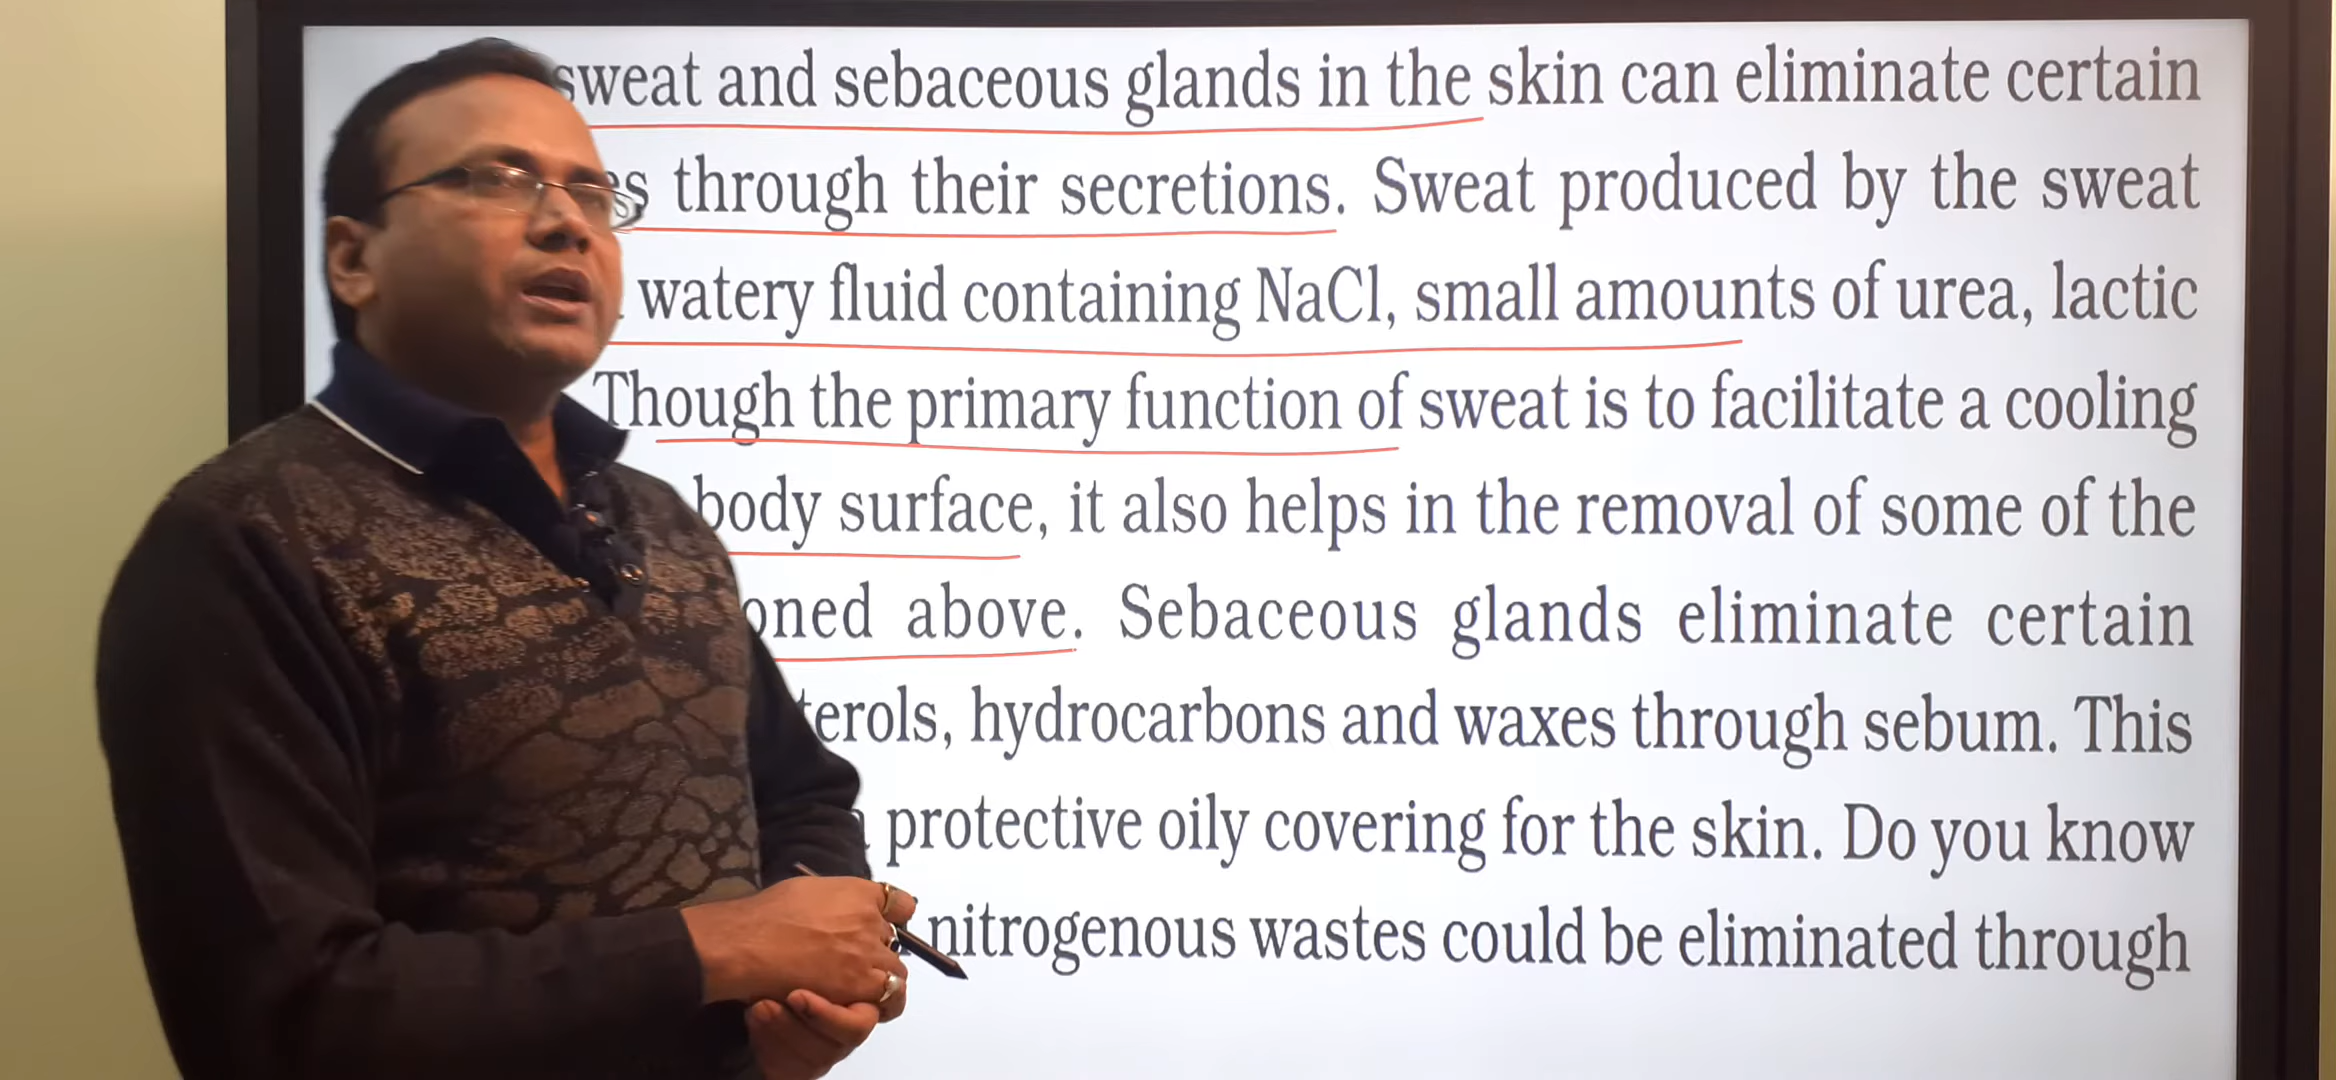 sweat and sebaceous glands in the skin can eliminate certain
through their secretions. Sweat produced by the sweat
watery fluid containing NaCl, small amounts of urea, lactic
Though the primary function of sweat is to facilitate a cooling
body surface, it also helps in the removal of some of the
oned above. Sebaceous glands eliminate certain
terols, hydrocarbons and waxes through sebum. This
protective oily covering for the skin. Do you know
nitrogenous wastes could be eliminated through